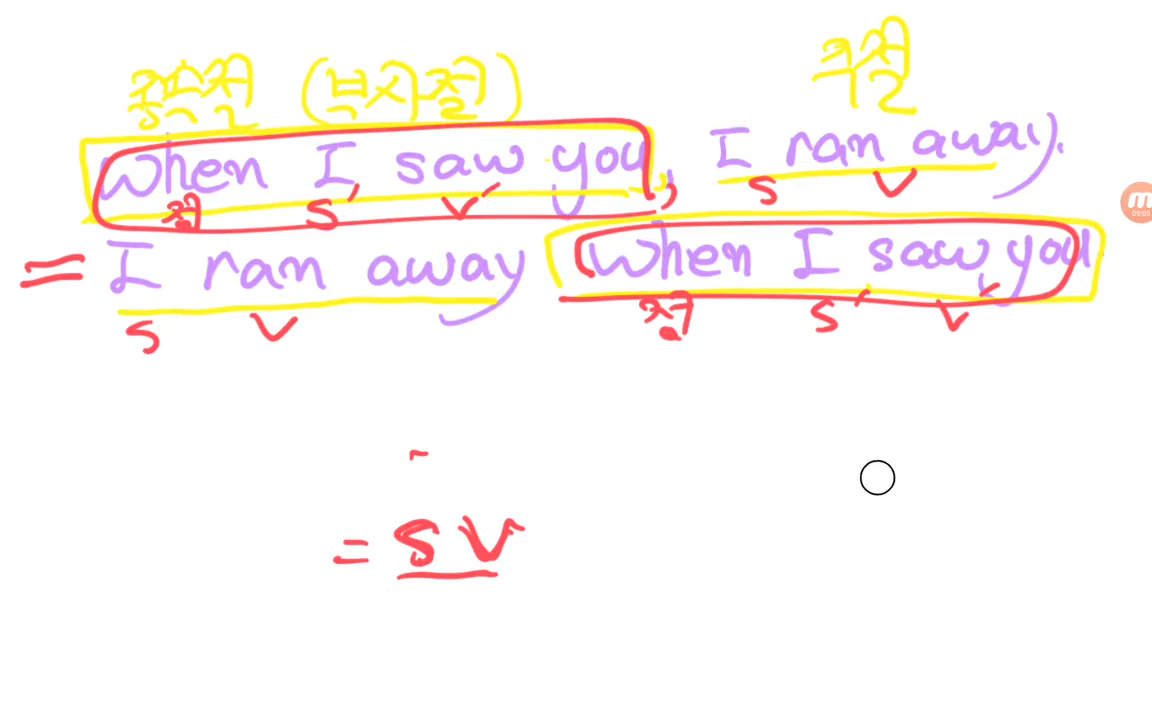 종속절 (부사절) 주절
When I saw you, I ran away.
접 S' V' S V
= I ran away when I saw you
S V 접 S' V'
= S V